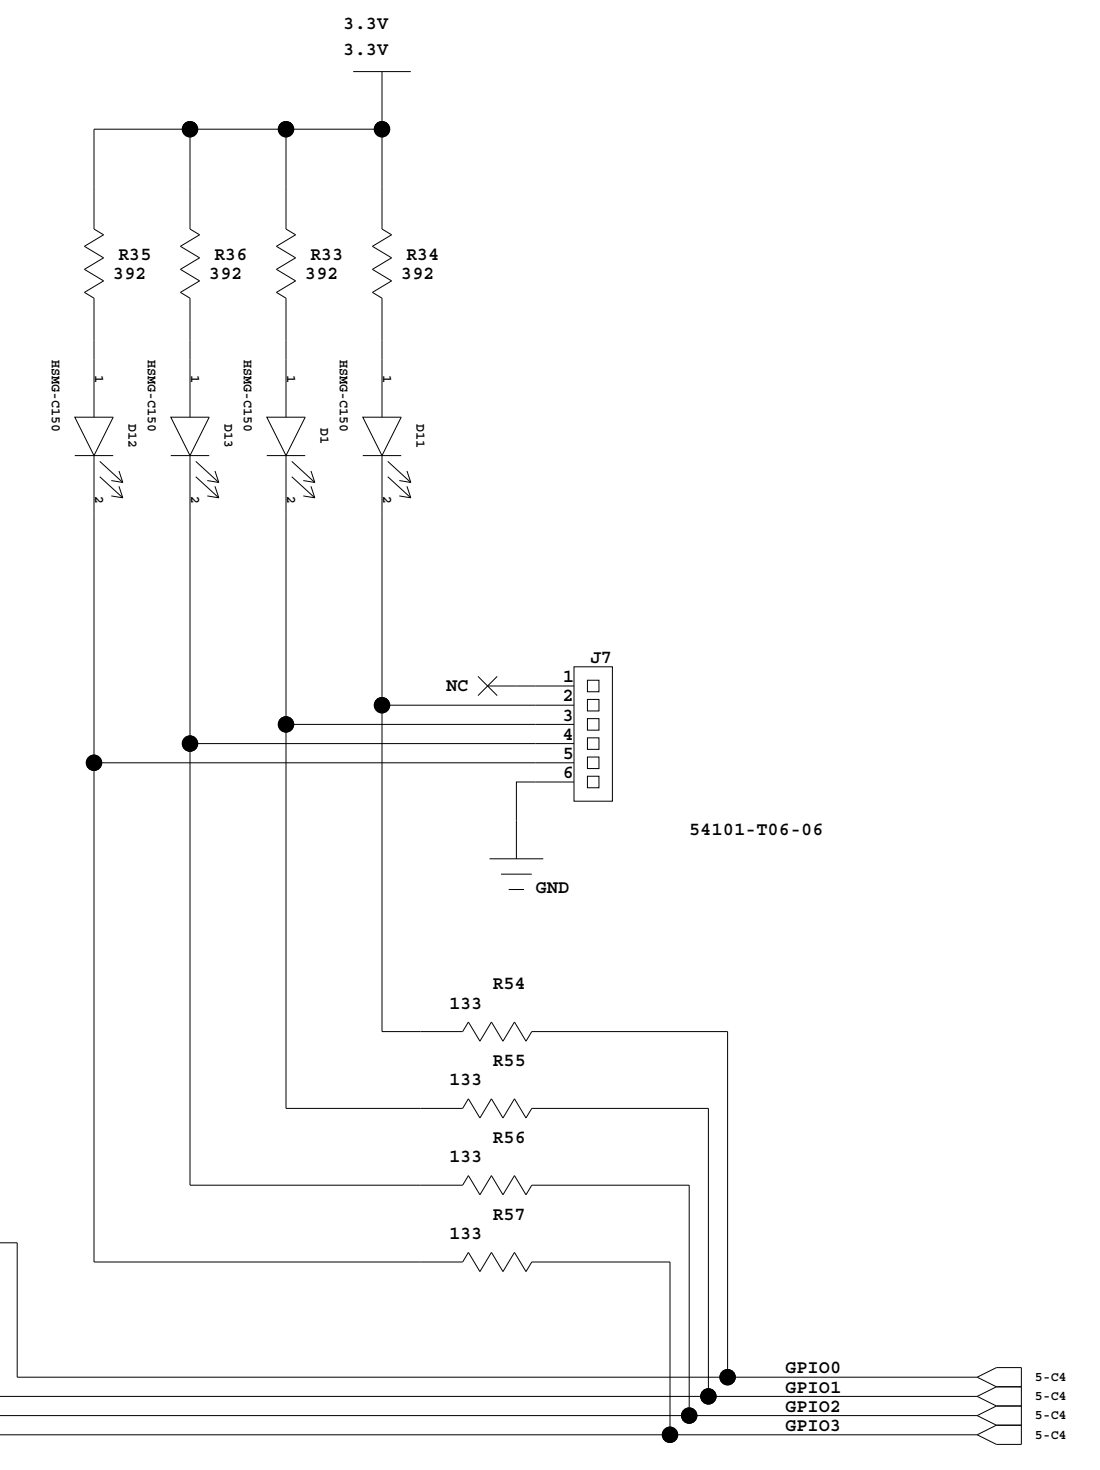 3.3V
3.3V
R35
392
R36
392
R33
392
R34
392
HSMG-C150
1
D12
2
HSMG-C150
1
D13
2
HSMG-C150
1
D1
2
HSMG-C150
1
D11
2
J7
NC
1
2
3
4
5
6
54101-T06-06
GND
R54
133
R55
133
R56
133
R57
133
GPIO0 5-C4
GPIO1 5-C4
GPIO2 5-C4
GPIO3 5-C4